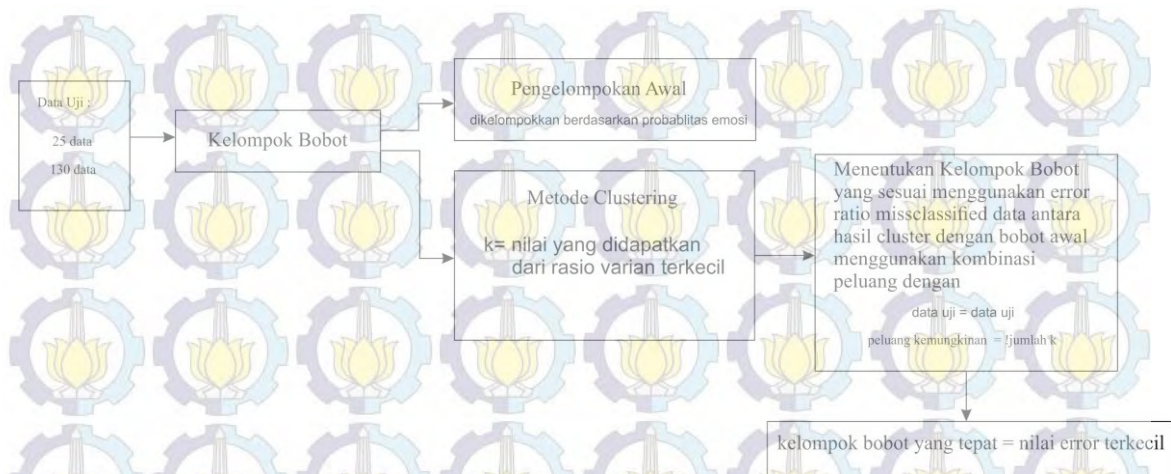 Data Uji :
25 data
130 data
Kelompok Bobot
Pengelompokan Awal
dikelompokkan berdasarkan probablitas emosi
Metode Clustering
k= nilai yang didapatkan
dari rasio varian terkecil
Menentukan Kelompok Bobot
yang sesuai menggunakan error
ratio missclassified data antara
hasil cluster dengan bobot awal
menggunakan kombinasi
peluang dengan
data uji = data uji
peluang kemungkinan = !jumlah k
kelompok bobot yang tepat = nilai error terkecil